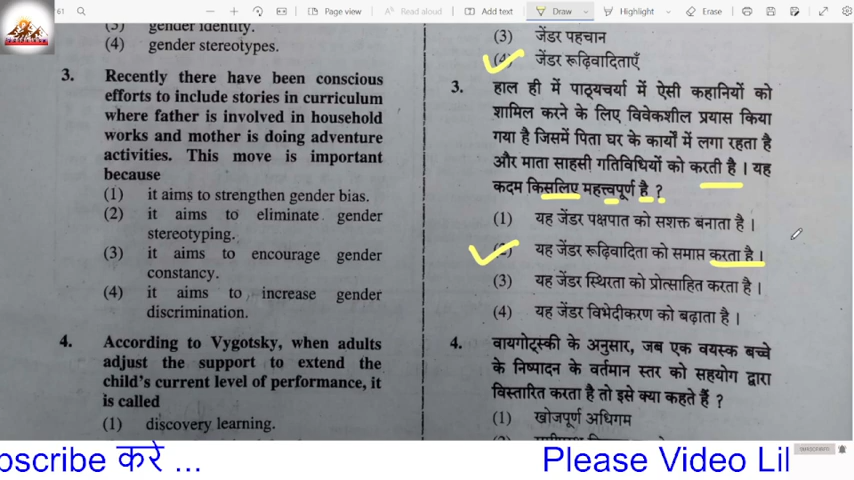 61
Page view
Read aloud
Add text
Draw
Highlight
Erase
(3) gender identity.
(4) gender stereotypes.
3. Recently there have been conscious
efforts to include stories in curriculum
where father is involved in household
works and mother is doing adventure
activities. This move is important
because
(1) it aims to strengthen gender bias.
(2) it aims to eliminate gender
stereotyping.
(3) it aims to encourage gender
constancy.
(4) it aims to increase gender
discrimination.
4. According to Vygotsky, when adults
adjust the support to extend the
child's current level of performance, it
is called
(1) discovery learning.
(3) जेंडर पहचान
(4) जेंडर रूढ़िवादिताएँ
3. हाल ही में पाठ्यचर्या में ऐसी कहानियों को
शामिल करने के लिए विवेकशील प्रयास किया
गया है जिसमें पिता घर के कार्यों में लगा रहता है
और माता साहसी गतिविधियों को करती है । यह
कदम किसलिए महत्त्वपूर्ण है ?
(1) यह जेंडर पक्षपात को सशक्त बनाता है ।
(2) यह जेंडर रूढ़िवादिता को समाप्त करता है ।
(3) यह जेंडर स्थिरता को प्रोत्साहित करता है ।
(4) यह जेंडर विभेदीकरण को बढ़ाता है ।
4. वायगोट्स्की के अनुसार, जब एक वयस्क बच्चे
के निष्पादन के वर्तमान स्तर को सहयोग द्वारा
विस्तारित करता है तो इसे क्या कहते हैं ?
(1) खोजपूर्ण अधिगम
bscribe करे ... Please Video Lil